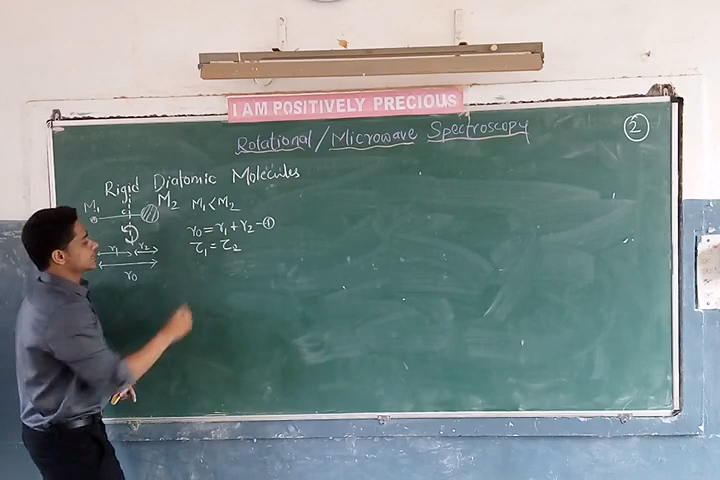 I AM POSITIVELY PRECIOUS
Rotational/Microwave Spectroscopy
2
Rigid Diatomic Molecules
M₁ M₂ M₁<M₂
c
r₀=r₁+r₂-①
τ₁=τ₂
r₁ r₂
r₀